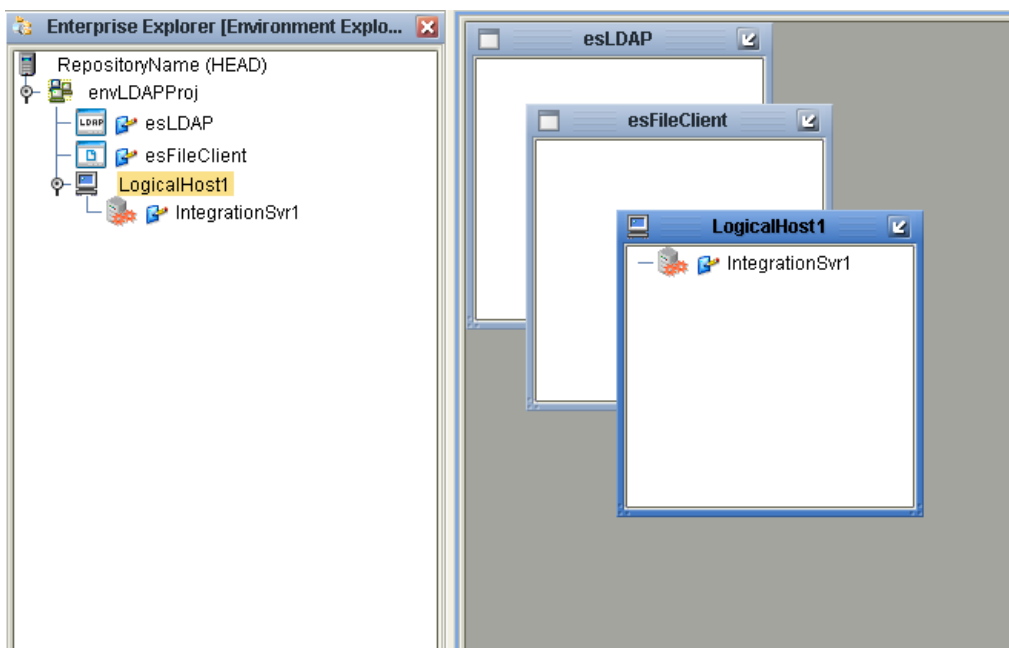 Enterprise Explorer [Environment Explo...
RepositoryName (HEAD)
envLDAPProj
LDAP esLDAP
esFileClient
LogicalHost1
IntegrationSvr1
esLDAP
esFileClient
LogicalHost1
IntegrationSvr1